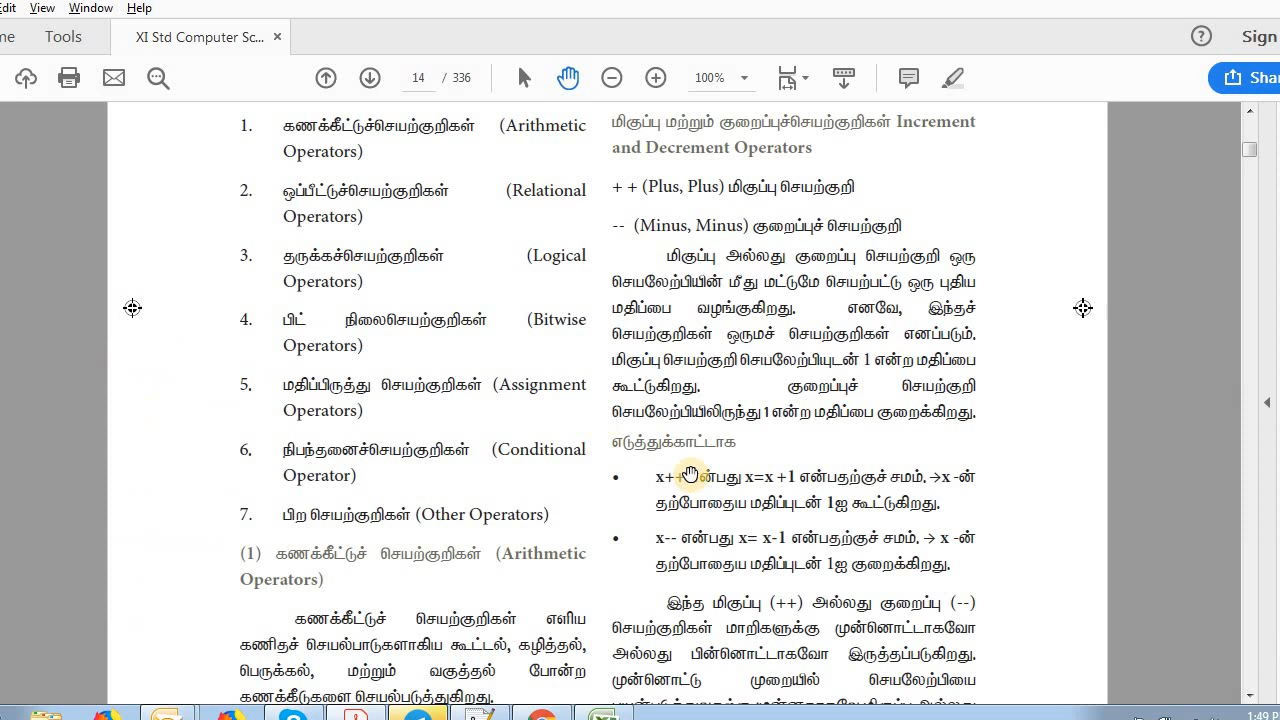 Edit View Window Help
me Tools XI Std Computer Sc... × Sign
14 / 336 100% Shar
1. கணக்கீட்டுச்செயற்குறிகள் (Arithmetic
Operators)
2. ஒப்பீட்டுச்செயற்குறிகள் (Relational
Operators)
3. தருக்கச்செயற்குறிகள் (Logical
Operators)
4. பிட் நிலைசெயற்குறிகள் (Bitwise
Operators)
5. மதிப்பிருத்து செயற்குறிகள் (Assignment
Operators)
6. நிபந்தனைச்செயற்குறிகள் (Conditional
Operator)
7. பிற செயற்குறிகள் (Other Operators)
(1) கணக்கீட்டுச் செயற்குறிகள் (Arithmetic
Operators)
கணக்கீட்டுச் செயற்குறிகள் எளிய
கணிதச் செயல்பாடுகளாகிய கூட்டல், கழித்தல்,
பெருக்கல், மற்றும் வகுத்தல் போன்ற
கணக்கீடுகளை செயல்படுத்துகிறது.
மிகுப்பு மற்றும் குறைப்புச்செயற்குறிகள் Increment
and Decrement Operators
+ + (Plus, Plus) மிகுப்பு செயற்குறி
-- (Minus, Minus) குறைப்புச் செயற்குறி
மிகுப்பு அல்லது குறைப்பு செயற்குறி ஒரு
செயலேற்பியின் மீது மட்டுமே செயற்பட்டு ஒரு புதிய
மதிப்பை வழங்குகிறது. எனவே, இந்தச்
செயற்குறிகள் ஒருமச் செயற்குறிகள் எனப்படும்.
மிகுப்பு செயற்குறி செயலேற்பியுடன் 1 என்ற மதிப்பை
கூட்டுகிறது. குறைப்புச் செயற்குறி
செயலேற்பியிலிருந்து 1 என்ற மதிப்பை குறைக்கிறது.
எடுத்துக்காட்டாக
• x++ என்பது x=x +1 என்பதற்குச் சமம். →x -ன்
தற்போதைய மதிப்புடன் 1ஐ கூட்டுகிறது.
• x-- என்பது x= x-1 என்பதற்குச் சமம். → x -ன்
தற்போதைய மதிப்புடன் 1ஐ குறைக்கிறது.
இந்த மிகுப்பு (++) அல்லது குறைப்பு (--)
செயற்குறிகள் மாறிகளுக்கு முன்னொட்டாகவோ
அல்லது பின்னொட்டாகவோ இருத்தப்படுகிறது.
முன்னொட்டு முறையில் செயலேற்பியை
1:49 P